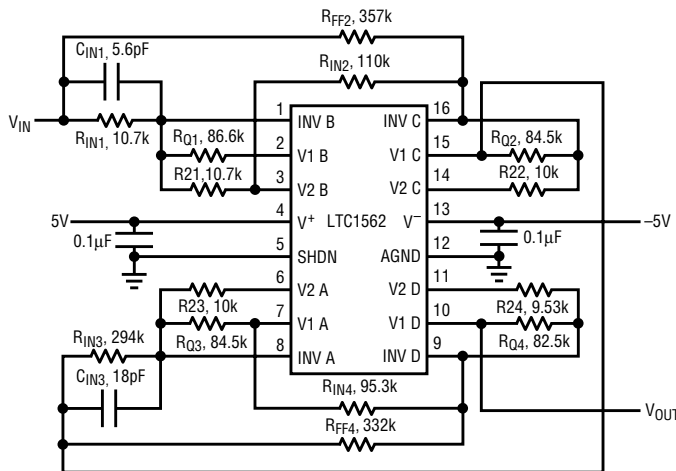 RFF2, 357k
CIN1, 5.6pF
RIN2, 110k
VIN
RIN1, 10.7k
1
INV B
INV C
16
RQ1, 86.6k
2
V1 B
V1 C
15
RQ2, 84.5k
R21,10.7k
3
V2 B
V2 C
14
R22, 10k
5V
4
V+
LTC1562
V–
13
–5V
0.1µF
5
SHDN
AGND
12
0.1µF
6
V2 A
V2 D
11
R23, 10k
R24, 9.53k
7
V1 A
V1 D
10
RIN3, 294k
RQ3, 84.5k
8
INV A
INV D
9
RQ4, 82.5k
CIN3, 18pF
RIN4, 95.3k
RFF4, 332k
VOUT